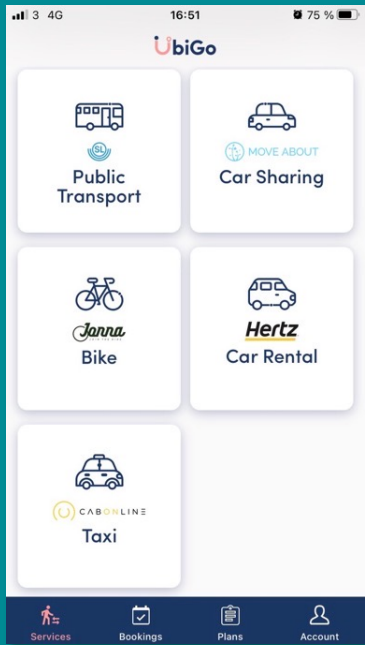 3 4G
16:51
75 %
UbiGo
SL
Public
Transport
MOVE ABOUT
Car Sharing
Jonna
Bike
Hertz
Car Rental
CABONLINE
Taxi
Services
Bookings
Plans
Account